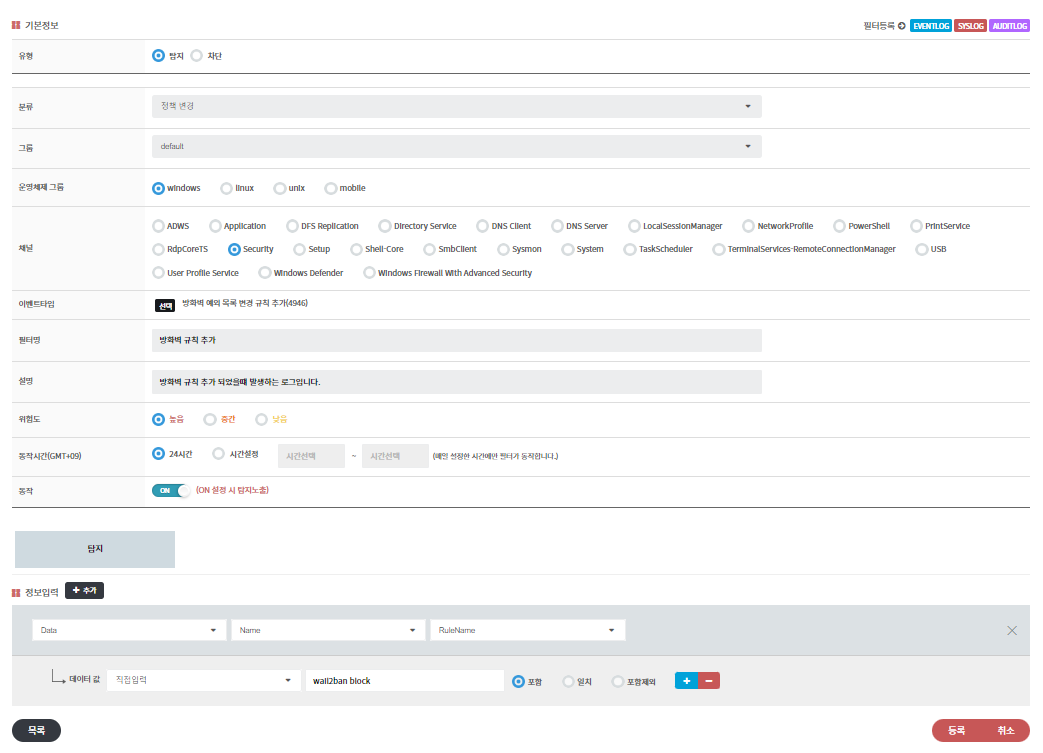 기본정보
필터등록 EVENTLOG SYSLOG AUDITLOG
유형 탐지 차단
분류 정책 변경
그룹 default
운영체제 그룹 windows linux unix mobile
채널
ADWS Application DFS Replication Directory Service DNS Client DNS Server LocalSessionManager NetworkProfile PowerShell PrintService
RdpCoreTS Security Setup Shell-Core SmbClient Sysmon System TaskScheduler TerminalServices-RemoteConnectionManager USB
User Profile Service Windows Defender Windows Firewall With Advanced Security
이벤트타입 선택 방화벽 예외 목록 변경 규칙 추가(4946)
필터명 방화벽 규칙 추가
설명 방화벽 규칙 추가 되었을때 발생하는 로그입니다.
위험도 높음 중간 낮음
동작시간(GMT+09) 24시간 시간설정 시간선택 ~ 시간선택 (매일 설정한 시간에만 필터가 동작합니다.)
동작 ON (ON 설정 시 탐지노출)
탐지
정보입력 + 추가
Data Name RuleName
데이터 값 직접입력 wall2ban block 포함 일치 포함제외 + −
목록 등록 취소